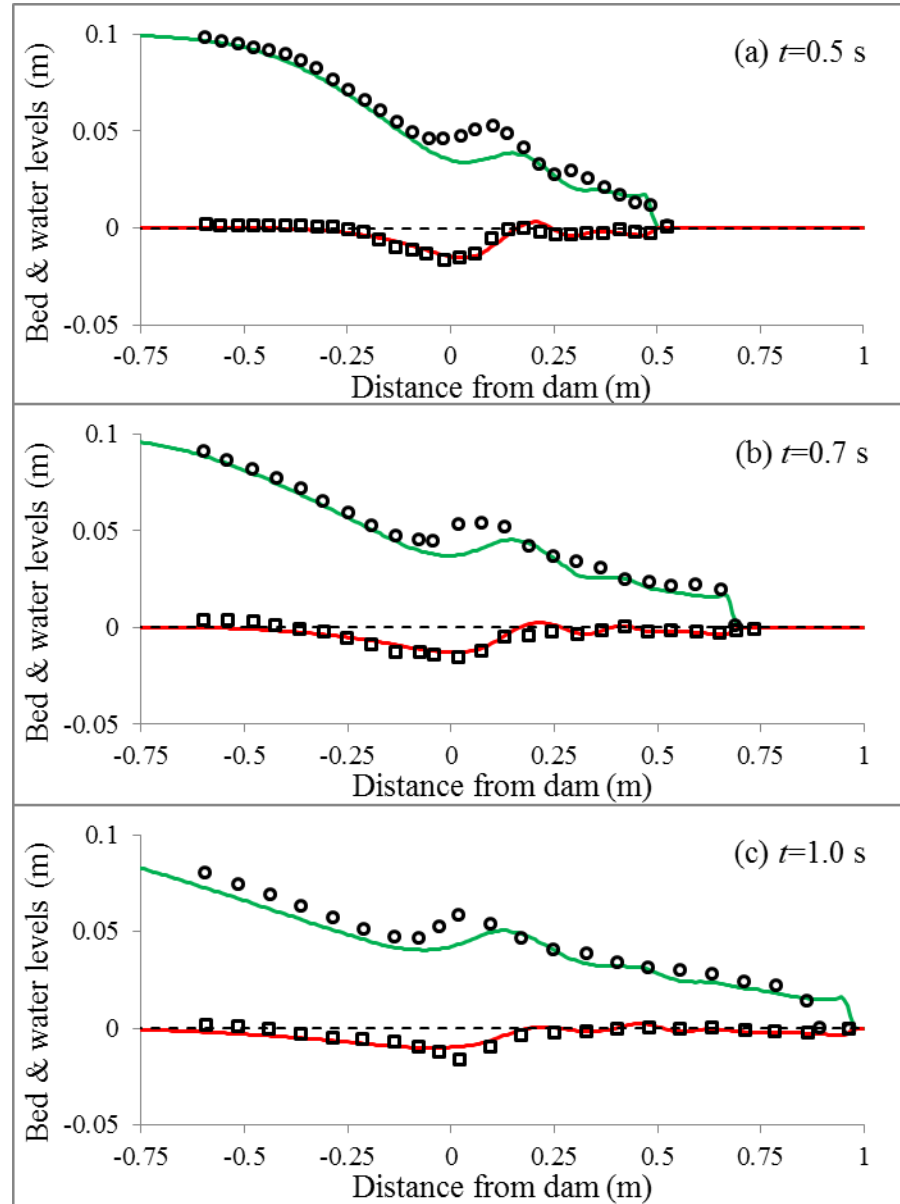 Bed & water levels (m)
0.1
0.05
0
-0.05
(a) t=0.5 s
-0.75 -0.5 -0.25 0 0.25 0.5 0.75 1
Distance from dam (m)
Bed & water levels (m)
0.1
0.05
0
-0.05
(b) t=0.7 s
-0.75 -0.5 -0.25 0 0.25 0.5 0.75 1
Distance from dam (m)
Bed & water levels (m)
0.1
0.05
0
-0.05
(c) t=1.0 s
-0.75 -0.5 -0.25 0 0.25 0.5 0.75 1
Distance from dam (m)